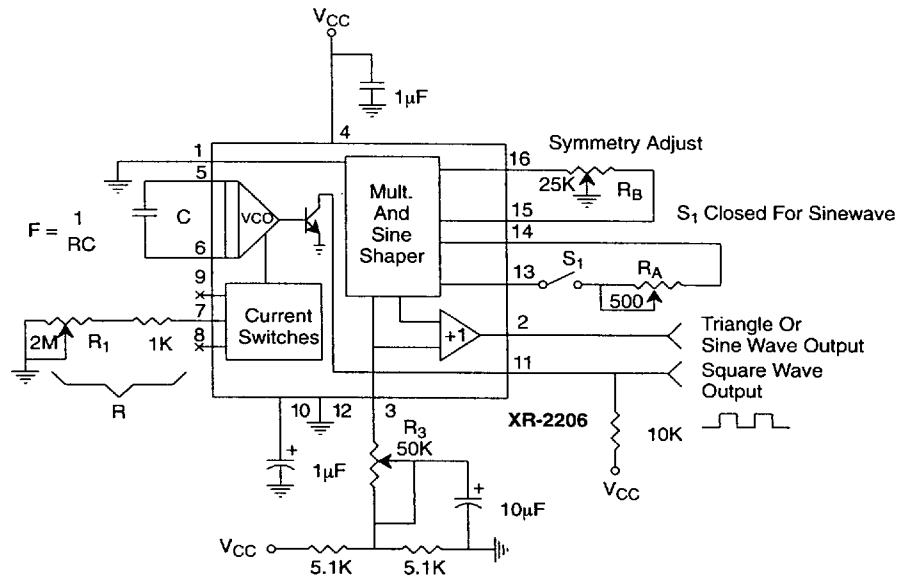 VCC
1µF
4
1
16
Symmetry Adjust
5
25K
RB
C
VCO
Mult.
And
Sine
Shaper
15
S1 Closed For Sinewave
F = 1
RC
14
6
S1
RA
13
500
9
7
8
Current
Switches
2M
R1
1K
+1
2
Triangle Or
Sine Wave Output
11
Square Wave
Output
R
10
12
3
XR-2206
10K
R3
50K
1µF
+
+
10µF
VCC
VCC
5.1K
5.1K